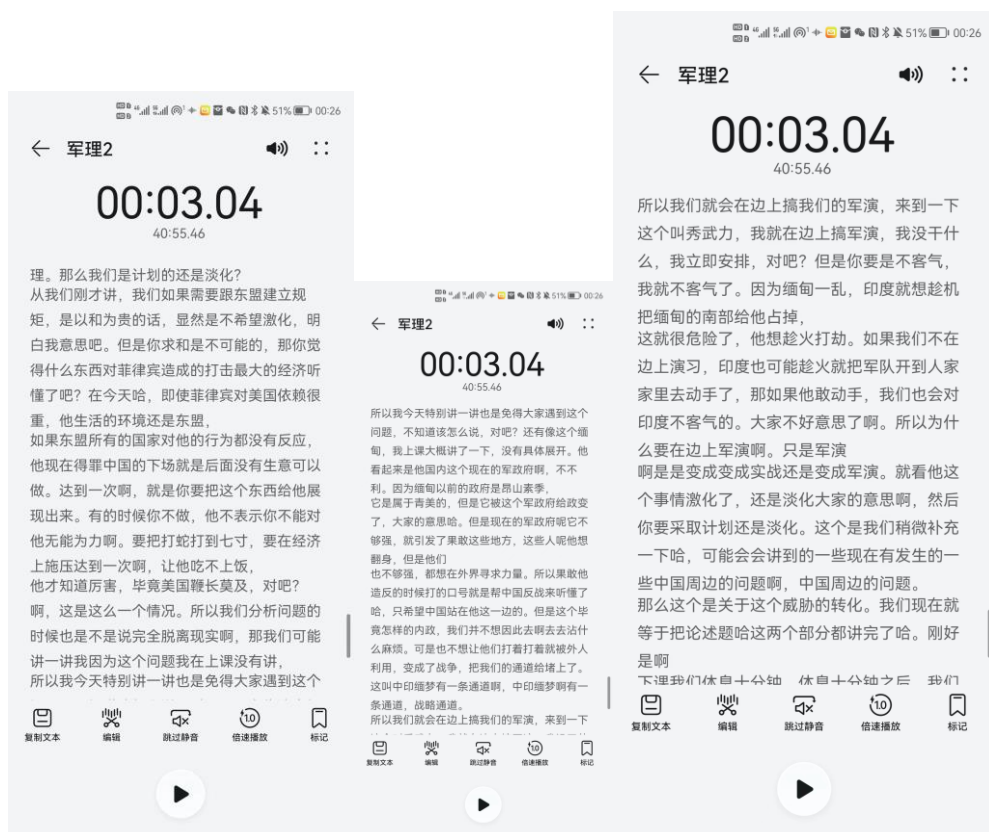 51% 00:26
军理2
00:03.04
40:55.46
理。那么我们是计划的还是淡化?
从我们刚才讲,我们如果需要跟东盟建立规
矩,是以和为贵的话,显然是不希望激化,明
白我意思吧。但是你求和是不可能的,那你觉
得什么东西对菲律宾造成的打击最大的经济听
懂了吧?在今天哈,即使菲律宾对美国依赖很
重,他生活的环境还是东盟,
如果东盟所有的国家对他的行为都没有反应,
他现在得罪中国的下场就是后面没有生意可以
做。达到一次啊,就是你要把这个东西给他展
现出来。有的时候你不做,他不表示你不能对
他无能为力啊。要把打蛇打到七寸,要在经济
上施压达到一次啊,让他吃不上饭,
他才知道厉害,毕竟美国鞭长莫及,对吧?
啊,这是这么一个情况。所以我们分析问题的
时候也是不是说完全脱离现实啊,那我们可能
讲一讲我因为这个问题我在上课没有讲,
所以我今天特别讲一讲也是免得大家遇到这个
复制文本 编辑 跳过静音 倍速播放 标记
51% 00:26
军理2
00:03.04
40:55.46
所以我今天特别讲一讲也是免得大家遇到这个
问题,不知道该怎么说,对吧?还有像这个缅
甸,我上课大概讲了一下,没有具体展开。他
看起来是他国内这个现在的军政府啊,不不
利。因为缅甸以前的政府是昂山素季,
它是属于青美的,但是它被这个军政府给政变
了,大家的意思哈。但是现在的军政府呢它不
够强,就引发了果敢这些地方,这些人呢他想
翻身,但是他们
也不够强,都想在外界寻求力量。所以果敢他
造反的时候打的口号就是帮中国反战来听懂了
哈,只希望中国站在他这一边的。但是这个毕
竟怎样的内政,我们并不想因此去啊去去沾什
么麻烦。可是也不想让他们打着打着就被外人
利用,变成了战争,把我们的通道给堵上了。
这叫中印缅梦有一条通道啊,中印缅梦啊有一
条通道,战略通道。
所以我们就会在边上搞我们的军演,来到一下
复制文本 编辑 跳过静音 倍速播放 标记
51% 00:26
军理2
00:03.04
40:55.46
所以我们就会在边上搞我们的军演,来到一下
这个叫秀武力,我就在边上搞军演,我没干什
么,我立即安排,对吧?但是你要是不客气,
我就不客气了。因为缅甸一乱,印度就想趁机
把缅甸的南部给他占掉,
这就很危险了,他想趁火打劫。如果我们不在
边上演习,印度也可能趁火就把军队开到人家
家里去动手了,那如果他敢动手,我们也会对
印度不客气的。大家不好意思了啊。所以为什
么要在边上军演啊。只是军演
啊是是变成变成实战还是变成军演。就看他这
个事情激化了,还是淡化大家的意思啊,然后
你要采取计划还是淡化。这个是我们稍微补充
一下哈,可能会会讲到的一些现在有发生的一
些中国周边的问题啊,中国周边的问题。
那么这个是关于这个威胁的转化。我们现在就
等于把论述题哈这两个部分都讲完了哈。刚好
是啊
下课我们休息十分钟,休息十分钟之后,我们
复制文本 编辑 跳过静音 倍速播放 标记